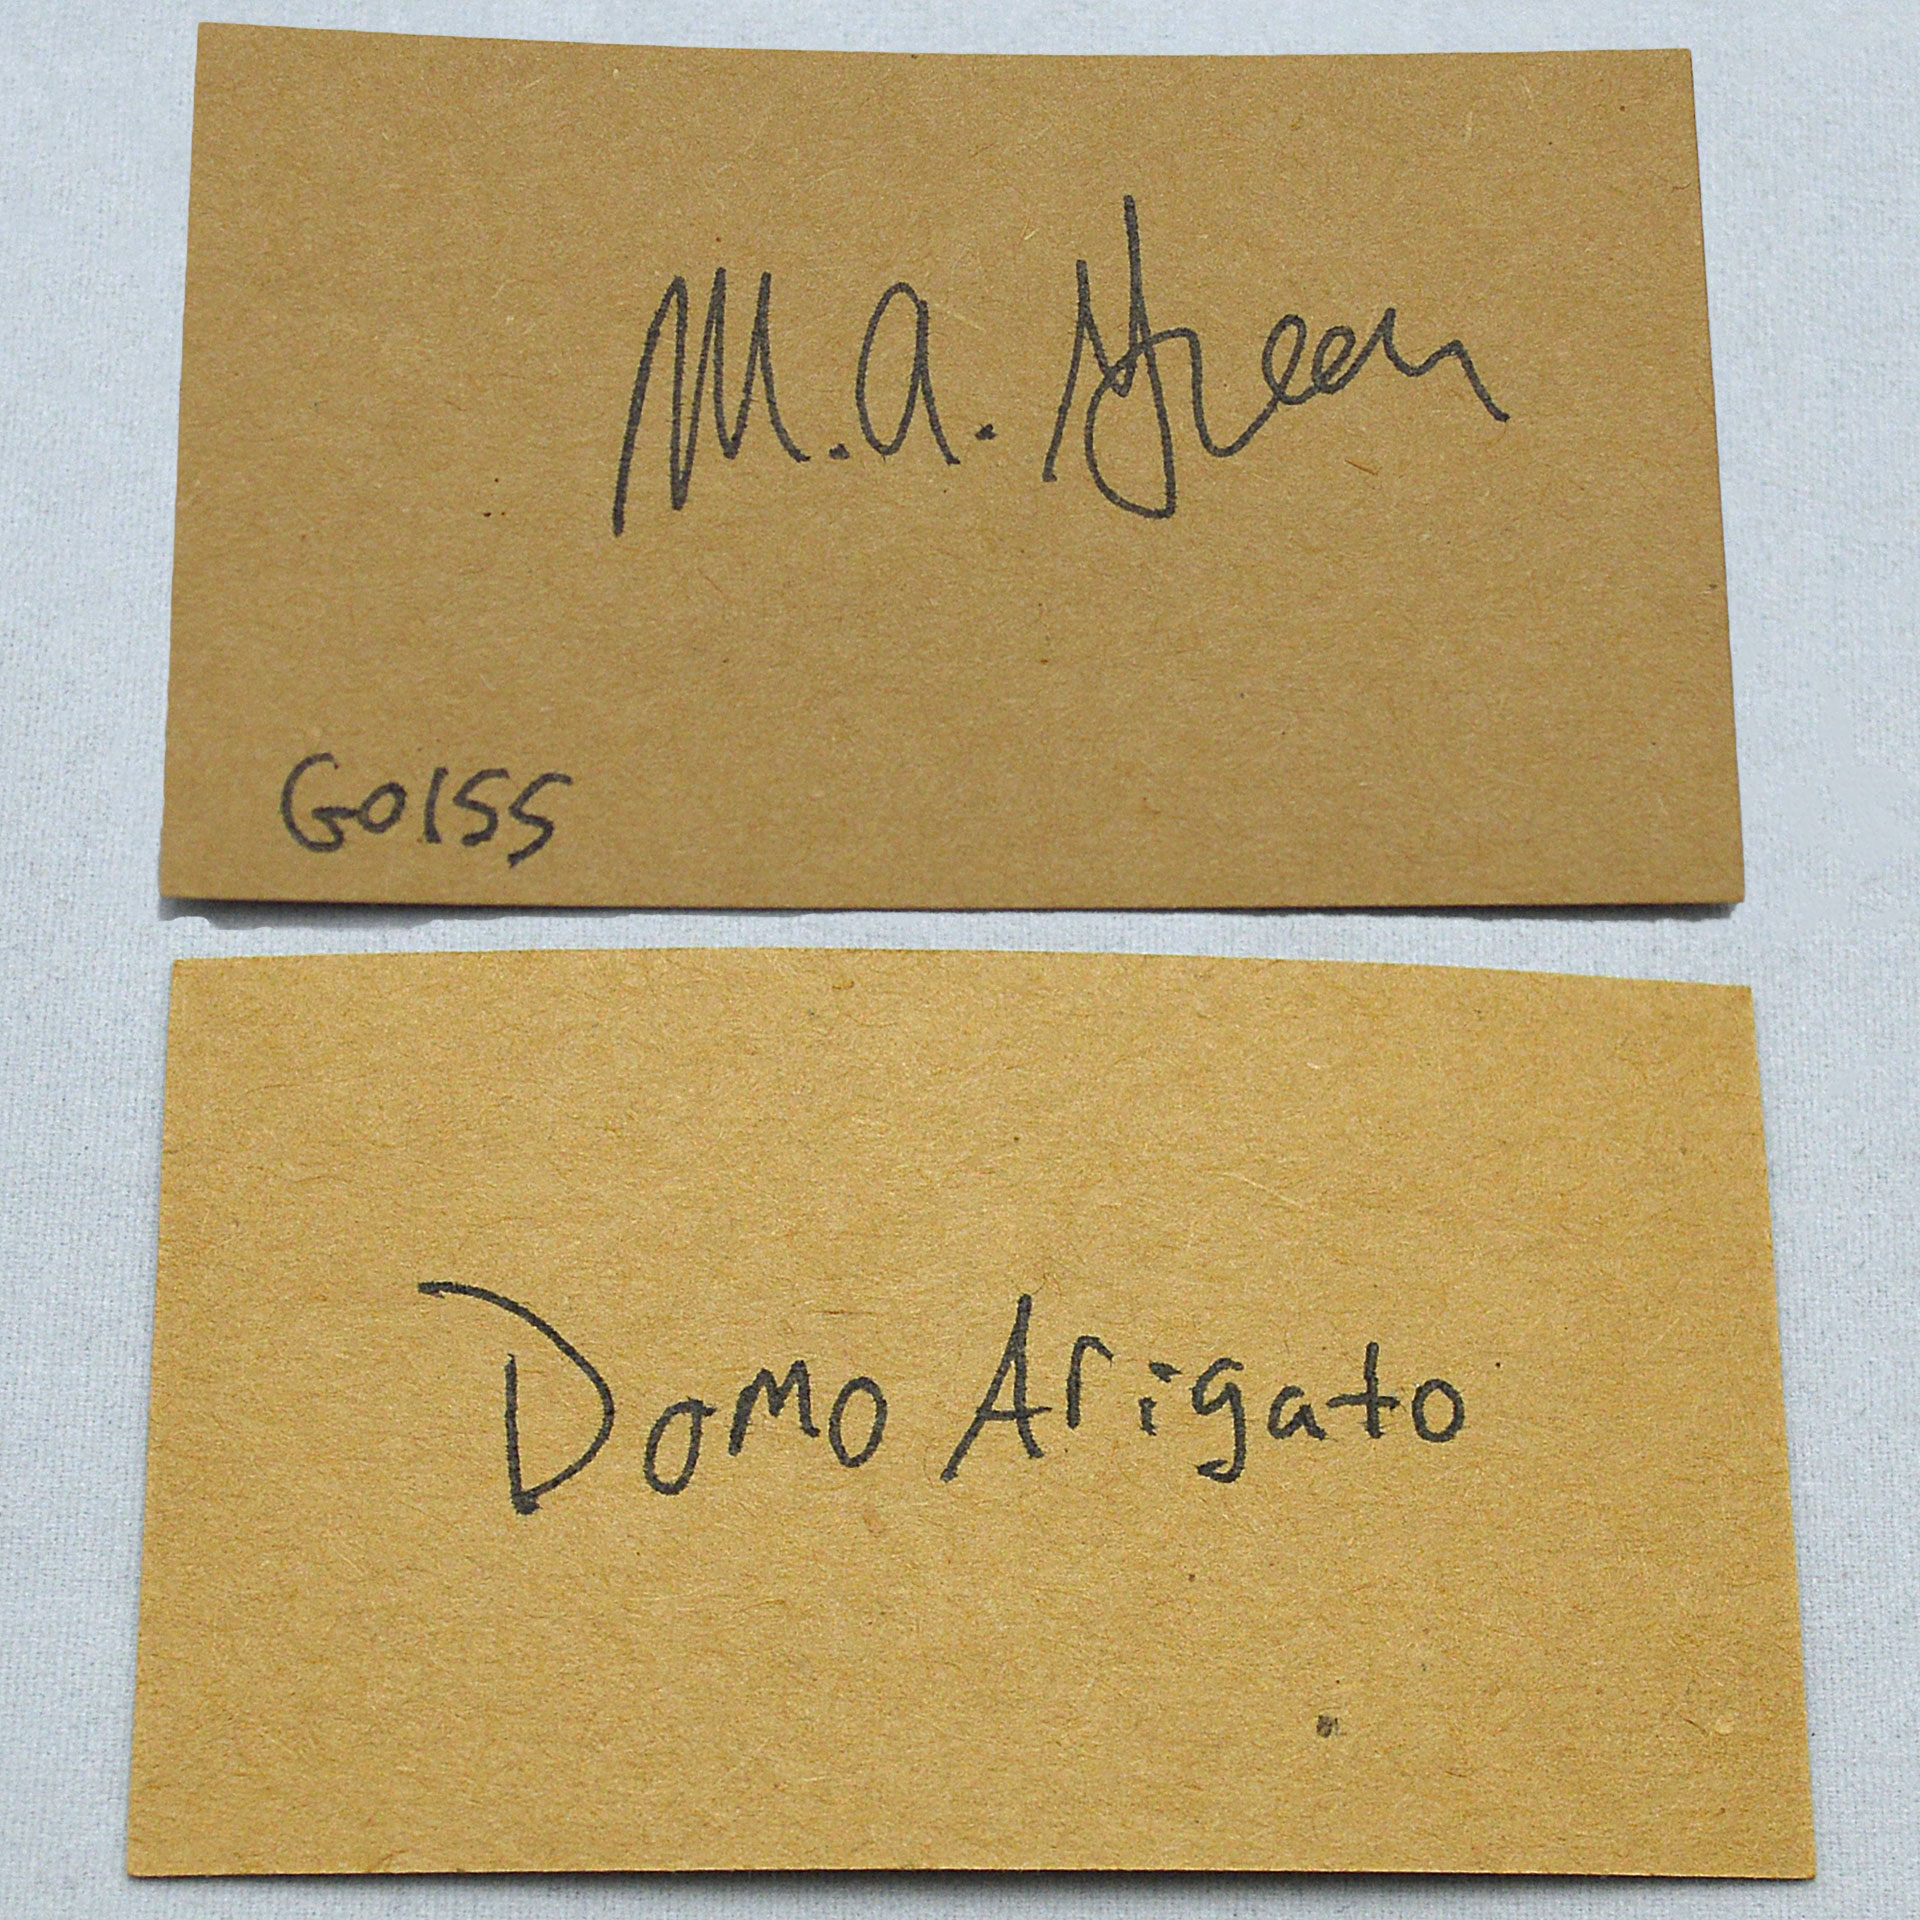 M.A. Green
G0155
Domo Arigato